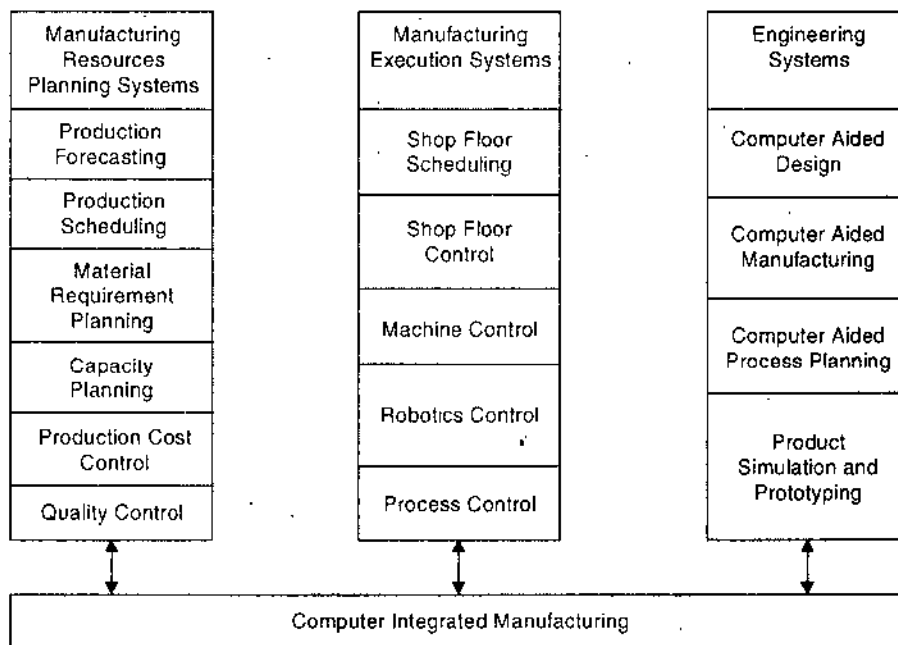 Manufacturing
Resources
Planning Systems
Production
Forecasting
Production
Scheduling
Material
Requirement
Planning
Capacity
Planning
Production Cost
Control
Quality Control
Manufacturing
Execution Systems
Shop Floor
Scheduling
Shop Floor
Control
Machine Control
Robotics Control
Process Control
Engineering
Systems
Computer Aided
Design
Computer Aided
Manufacturing
Computer Aided
Process Planning
Product
Simulation and
Prototyping
Computer Integrated Manufacturing